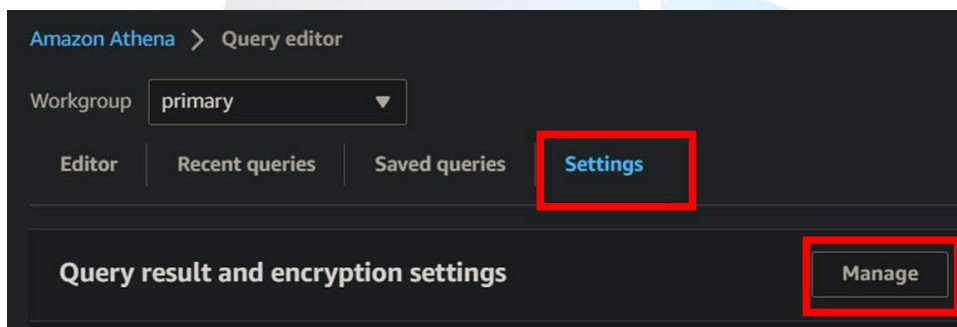 Amazon Athena > Query editor
Workgroup primary
Editor Recent queries Saved queries Settings
Query result and encryption settings Manage